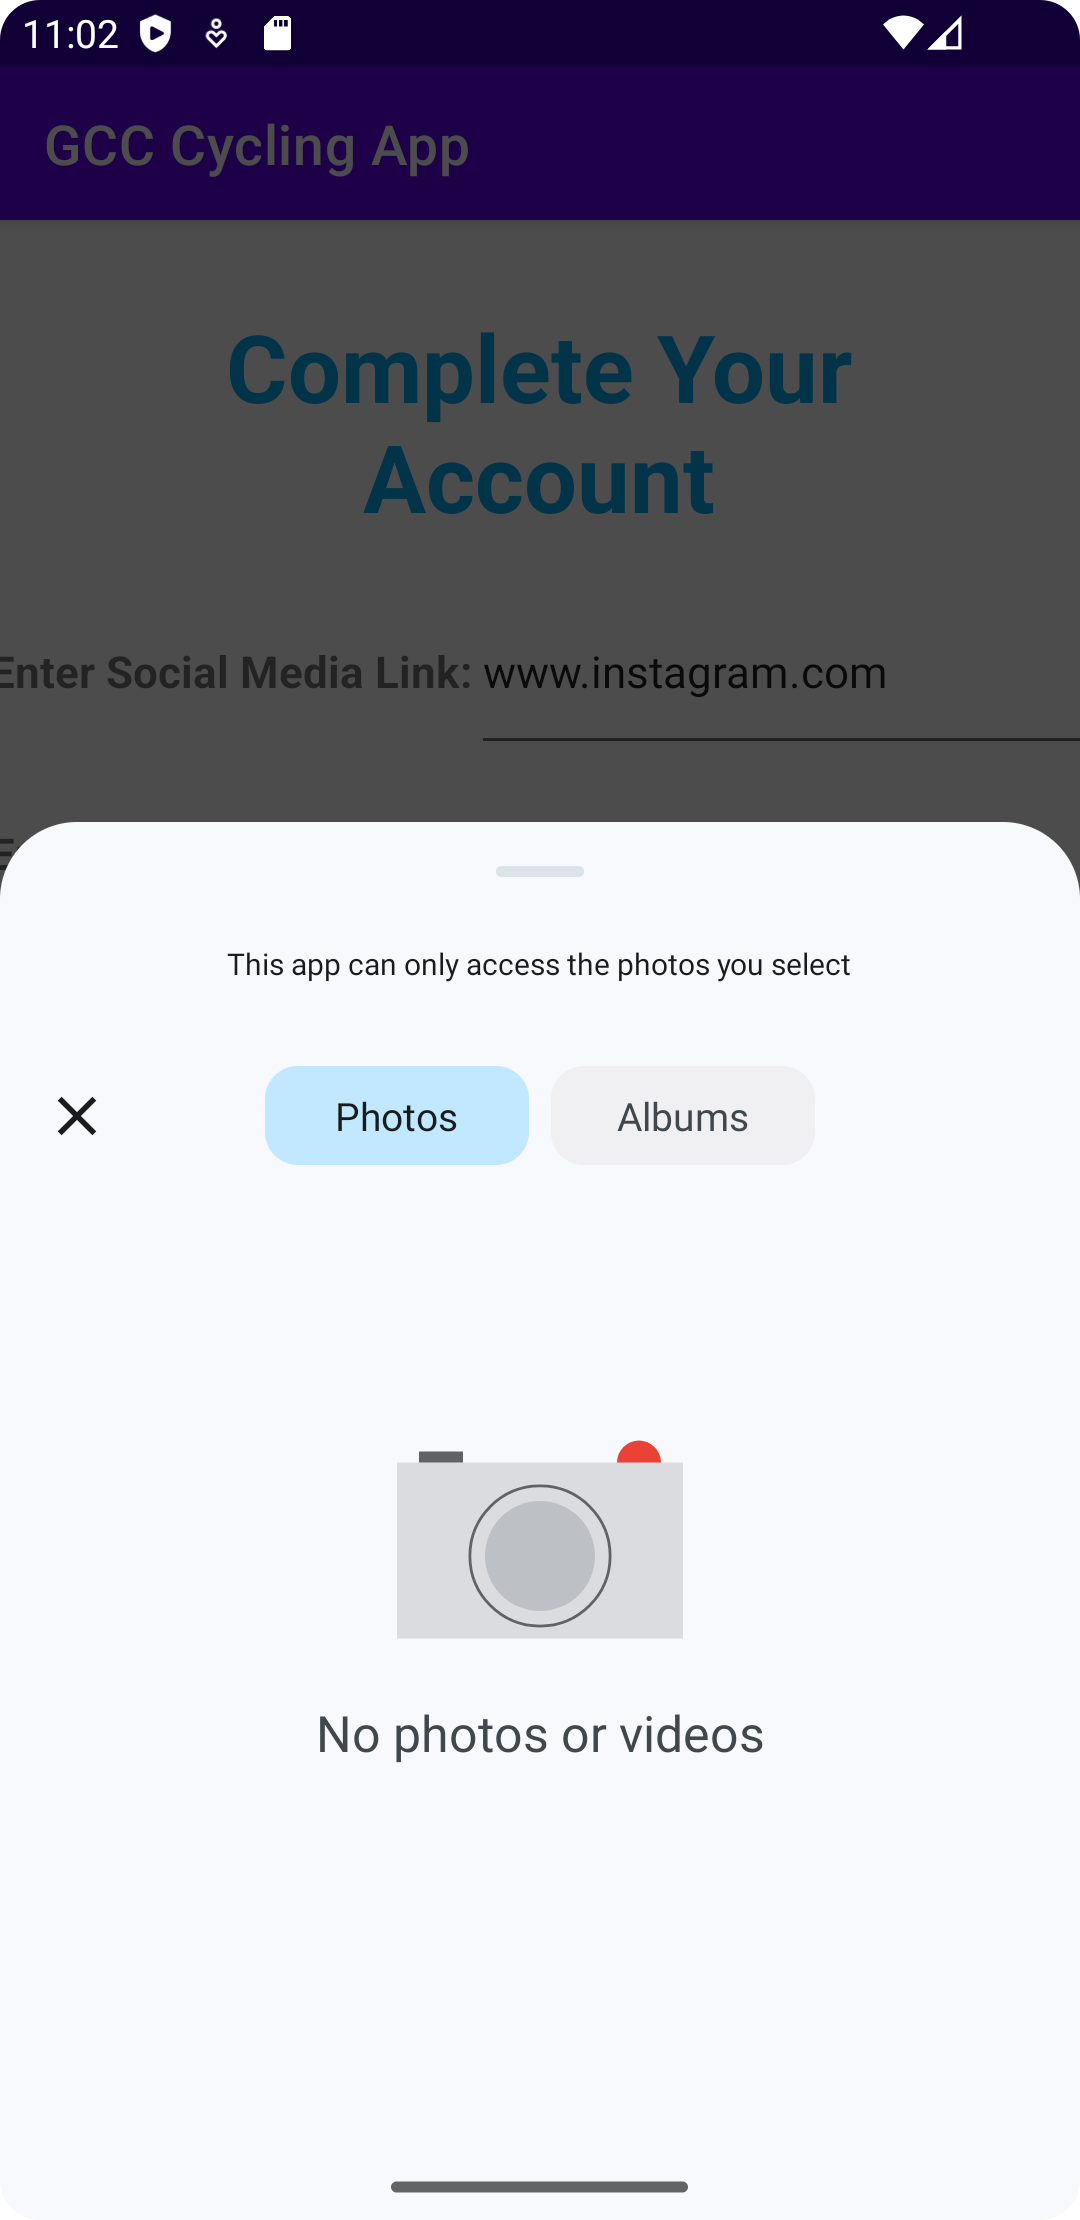 11:02
GCC Cycling App
Complete Your
Account
Enter Social Media Link: www.instagram.com
This app can only access the photos you select
Photos
Albums
No photos or videos